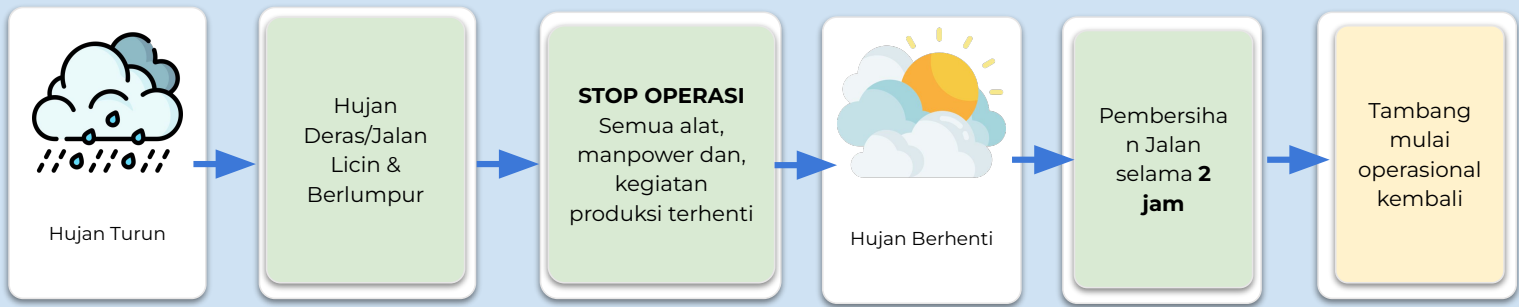 Hujan Turun
Hujan
Deras/Jalan
Licin &
Berlumpur
STOP OPERASI
Semua alat,
manpower dan,
kegiatan
produksi terhenti
Hujan Berhenti
Pembersiha
n Jalan
selama 2
jam
Tambang
mulai
operasional
kembali